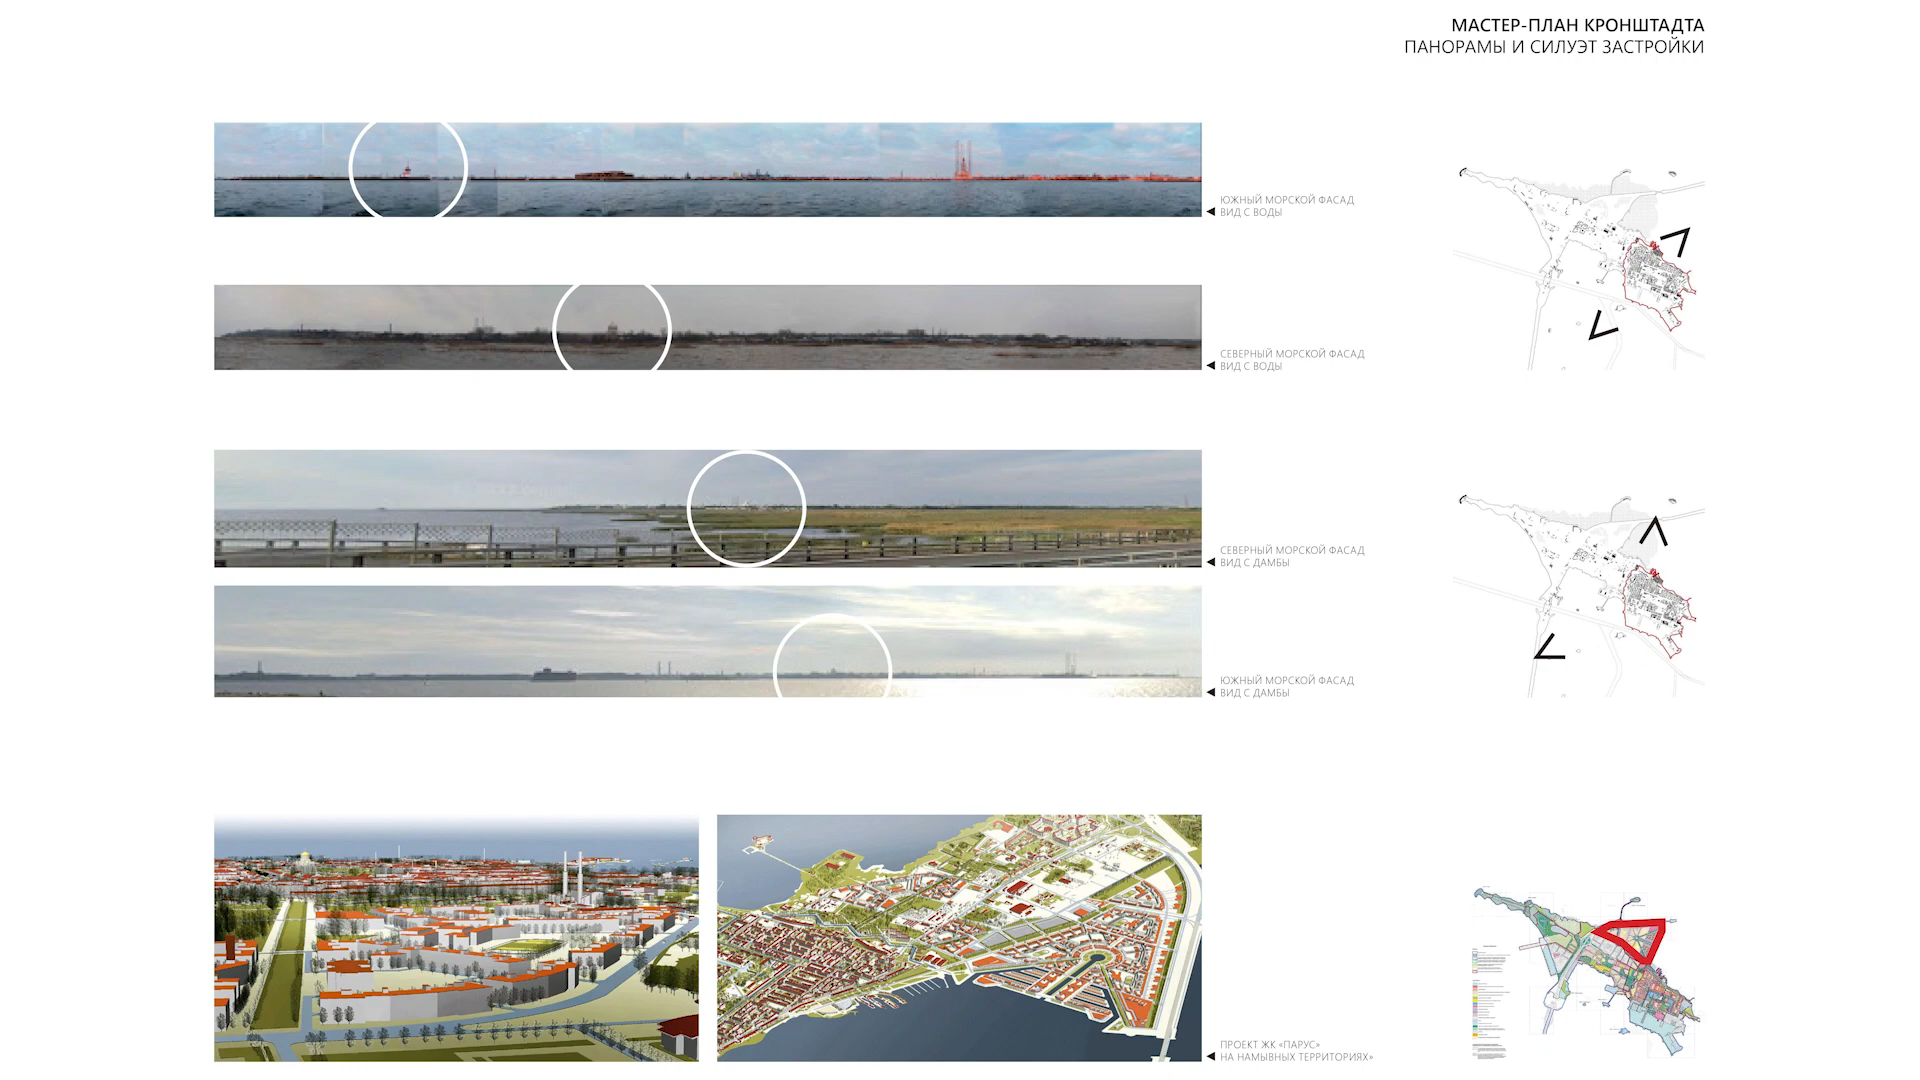 МАСТЕР-ПЛАН КРОНШТАДТА
ПАНОРАМЫ И СИЛУЭТ ЗАСТРОЙКИ
ЮЖНЫЙ МОРСКОЙ ФАСАД
ВИД С ВОДЫ
СЕВЕРНЫЙ МОРСКОЙ ФАСАД
ВИД С ВОДЫ
СЕВЕРНЫЙ МОРСКОЙ ФАСАД
ВИД С ДАМБЫ
ЮЖНЫЙ МОРСКОЙ ФАСАД
ВИД С ДАМБЫ
ПРОЕКТ ЖК «ПАРУС»
НА НАМЫВНЫХ ТЕРРИТОРИЯХ»